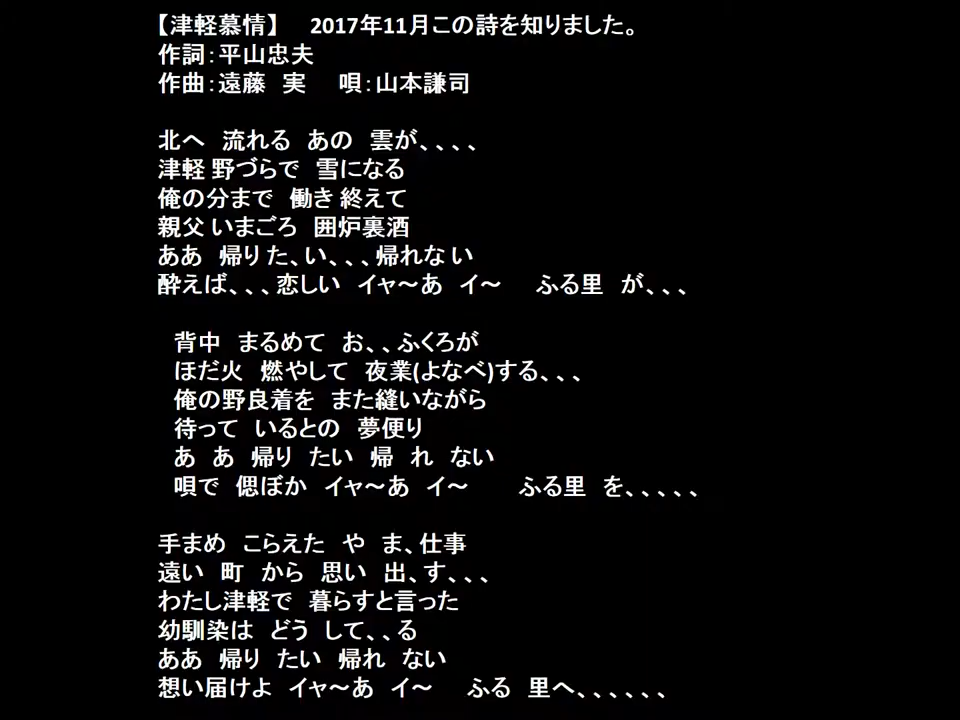 【津軽慕情】　2017年11月この詩を知りました。
作詞：平山忠夫
作曲：遠藤　実　　唄：山本謙司
北へ　流れる　あの　雲が、、、、
津軽 野づらで　雪になる
俺の分まで　働き 終えて
親父 いまごろ　囲炉裏酒
ああ　帰り た、い、、、帰れな い
酔えば、、、恋しい　イャ～あ　イ～　　ふる里　が、、、
背中　まるめて　お、、ふくろが
ほだ火　燃やして　夜業(よなべ)する、、、
俺の野良着を　また縫いながら
待って　いるとの　夢便り
あ　あ　帰り　たい　帰　れ　ない
唄で　偲ぼか　イャ～あ　イ～　　　ふる里　を、、、、、
手まめ　こらえた　や　ま、仕事
遠い　町　から　思い　出、す、、、
わたし津軽で　暮らすと言った
幼馴染は　どう　して、、る
ああ　帰り　たい　帰れ　ない
想い届けよ　イャ～あ　イ～　　ふる　里へ、、、、、、